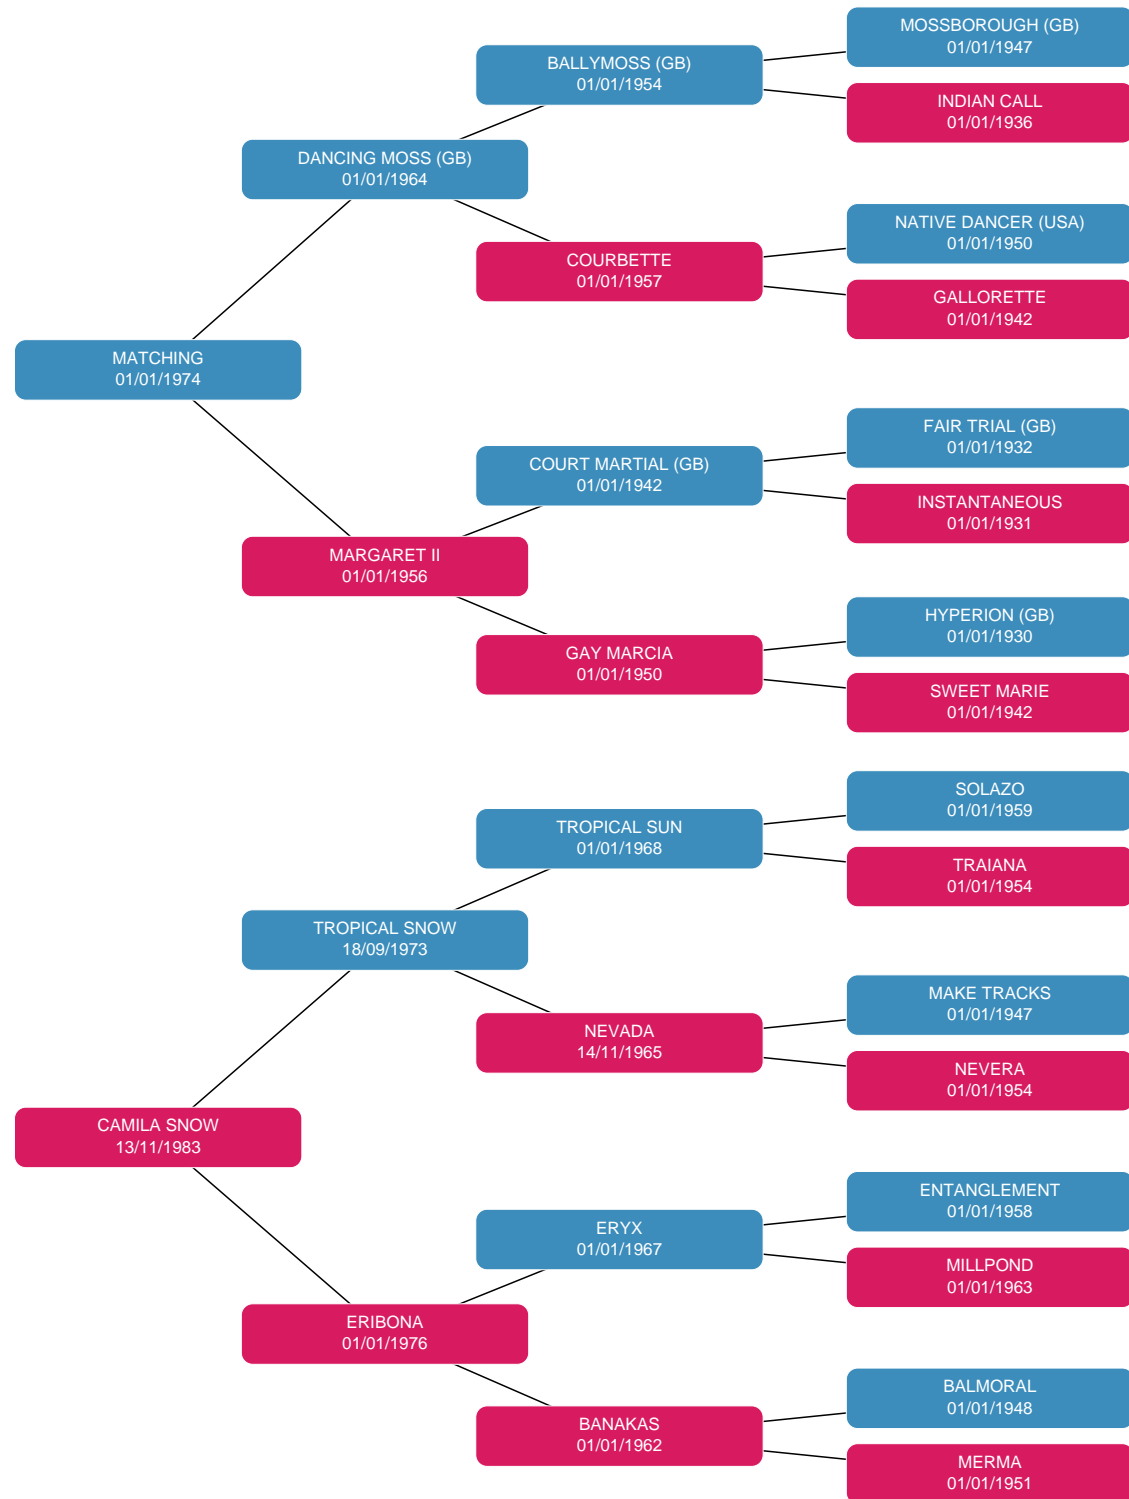 MOSSBOROUGH (GB)
01/01/1947
BALLYMOSS (GB)
01/01/1954
INDIAN CALL
01/01/1936
DANCING MOSS (GB)
01/01/1964
NATIVE DANCER (USA)
01/01/1950
COURBETTE
01/01/1957
GALLORETTE
01/01/1942
MATCHING
01/01/1974
FAIR TRIAL (GB)
01/01/1932
COURT MARTIAL (GB)
01/01/1942
INSTANTANEOUS
01/01/1931
MARGARET II
01/01/1956
HYPERION (GB)
01/01/1930
GAY MARCIA
01/01/1950
SWEET MARIE
01/01/1942
SOLAZO
01/01/1959
TROPICAL SUN
01/01/1968
TRAIANA
01/01/1954
TROPICAL SNOW
18/09/1973
MAKE TRACKS
01/01/1947
NEVADA
14/11/1965
NEVERA
01/01/1954
CAMILA SNOW
13/11/1983
ENTANGLEMENT
01/01/1958
ERYX
01/01/1967
MILLPOND
01/01/1963
ERIBONA
01/01/1976
BALMORAL
01/01/1948
BANAKAS
01/01/1962
MERMA
01/01/1951